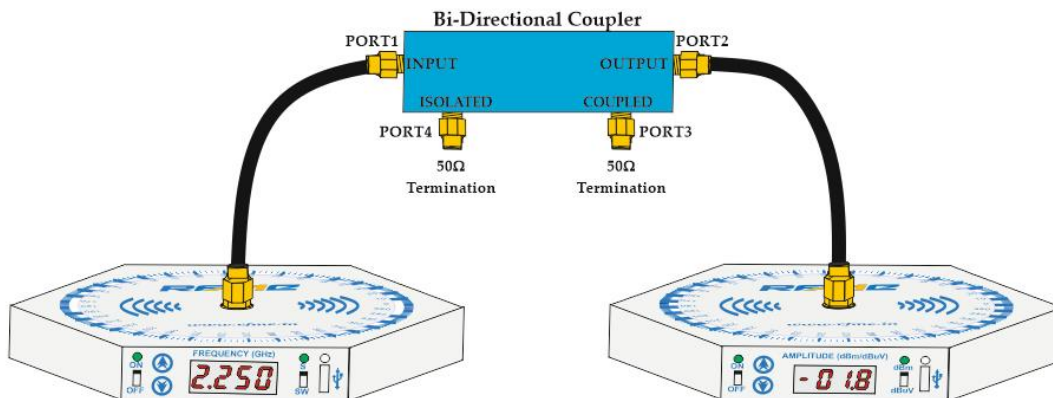 Bi-Directional Coupler
PORT1
PORT2
INPUT
OUTPUT
ISOLATED
COUPLED
PORT4
PORT3
50Ω
Termination
50Ω
Termination
FREQUENCY (GHz)
ON
OFF
2.250
S
SW
AMPLITUDE (dBm/dBuV)
ON
OFF
-01.8
dBm
dBuV